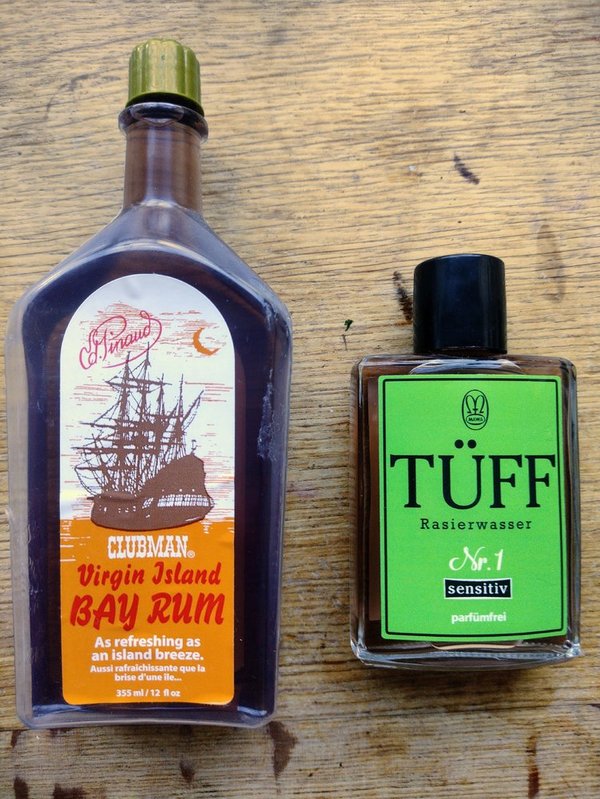 Ed. Pinaud
CLUBMAN®
Virgin Island
BAY RUM
As refreshing as
an island breeze.
Aussi rafraîchissante que la
brise d'une île...
355 ml / 12 fl oz
TÜFF
Rasierwasser
Nr. 1
sensitiv
parfümfrei